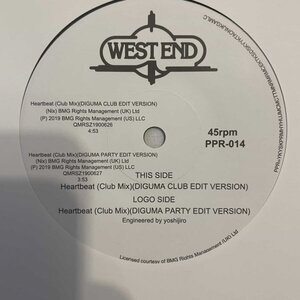 WEST END
Heartbeat (Club Mix)(DIGUMA CLUB EDIT VERSION)
(Nix) BMG Rights Management (UK) Ltd
(P) 2019 BMG Rights Management (US) LLC
QMRSZ1900626
4:53
45rpm
PPR-014
Heartbeat (Club Mix)(DIGUMA PARTY EDIT VERSION)
(Nix) BMG Rights Management (UK) Ltd
(P) 2019 BMG Rights Management (US) LLC
QMRSZ1900627
3:53
THIS SIDE
Heartbeat (Club Mix)(DIGUMA CLUB EDIT VERSION)
LOGO SIDE
Heartbeat (Club Mix)(DIGUMA PARTY EDIT VERSION)
Engineered by yoshijiro
Licensed courtesy of BMG Rights Management (UK) Ltd.